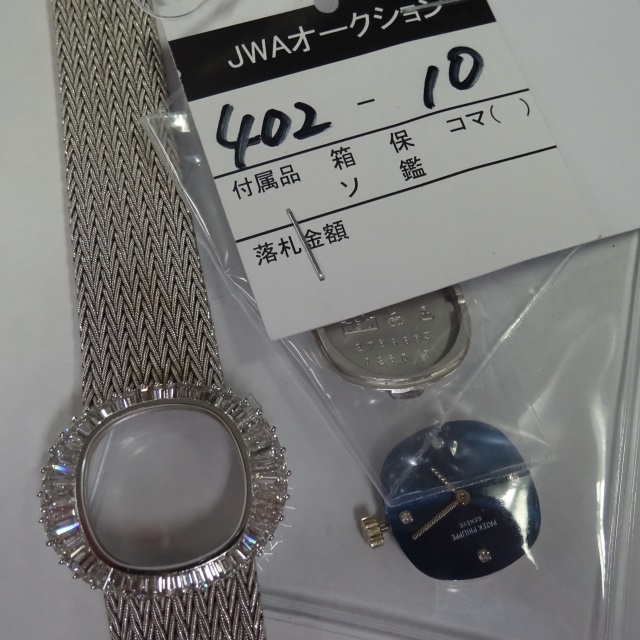 JWAオークション
402 - 10
付属品 箱 保 コマ( )
ソ 鑑
落札金額
PATEK PHILIPPE
GENÈVE